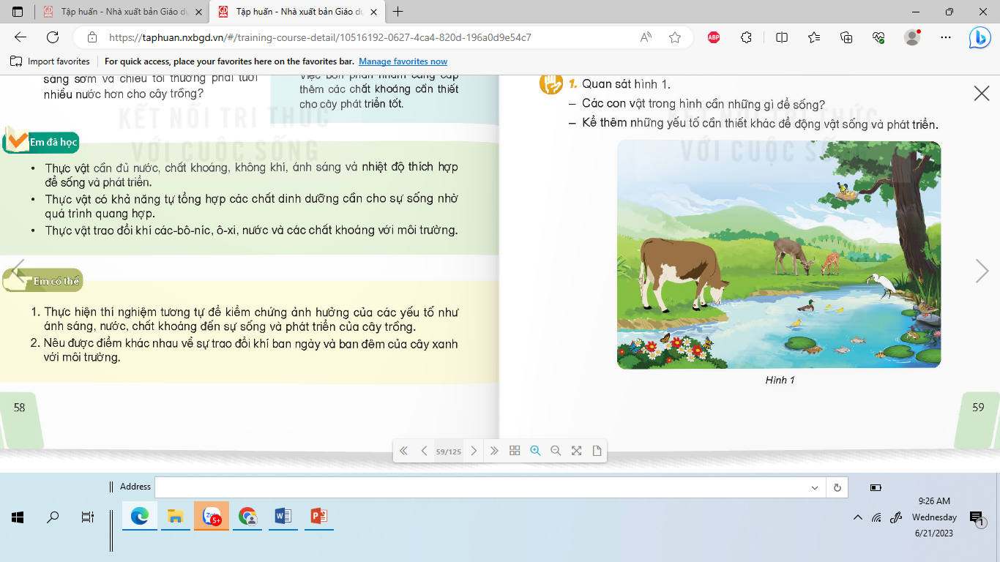 Tập huấn - Nhà xuất bản Giáo dụ
Tập huấn - Nhà xuất bản Giáo dụ
https://taphuan.nxbgd.vn/#/training-course-detail/10516192-0627-4ca4-820d-196a0d9e54c7
ABP
Import favorites
For quick access, place your favorites here on the favorites bar. Manage favorites now
sáng sớm và chiều tối thường phải tưới
nhiều nước hơn cho cây trồng?
Việc bón phân nhằm cung cấp
thêm các chất khoáng cần thiết
cho cây phát triển tốt.
KẾT NỐI TRI THỨC
VỚI CUỘC SỐNG
Em đã học
• Thực vật cần đủ nước, chất khoáng, không khí, ánh sáng và nhiệt độ thích hợp
để sống và phát triển.
• Thực vật có khả năng tự tổng hợp các chất dinh dưỡng cần cho sự sống nhờ
quá trình quang hợp.
• Thực vật trao đổi khí các-bô-níc, ô-xi, nước và các chất khoáng với môi trường.
Em có thể
1. Thực hiện thí nghiệm tương tự để kiểm chứng ảnh hưởng của các yếu tố như
ánh sáng, nước, chất khoáng đến sự sống và phát triển của cây trồng.
2. Nêu được điểm khác nhau về sự trao đổi khí ban ngày và ban đêm của cây xanh
với môi trường.
58
1. Quan sát hình 1.
– Các con vật trong hình cần những gì để sống?
– Kể thêm những yếu tố cần thiết khác để động vật sống và phát triển.
VỚI CUỘC SỐNG
Hình 1
59
59/125
Address
5+
9:26 AM
Wednesday
6/21/2023
1